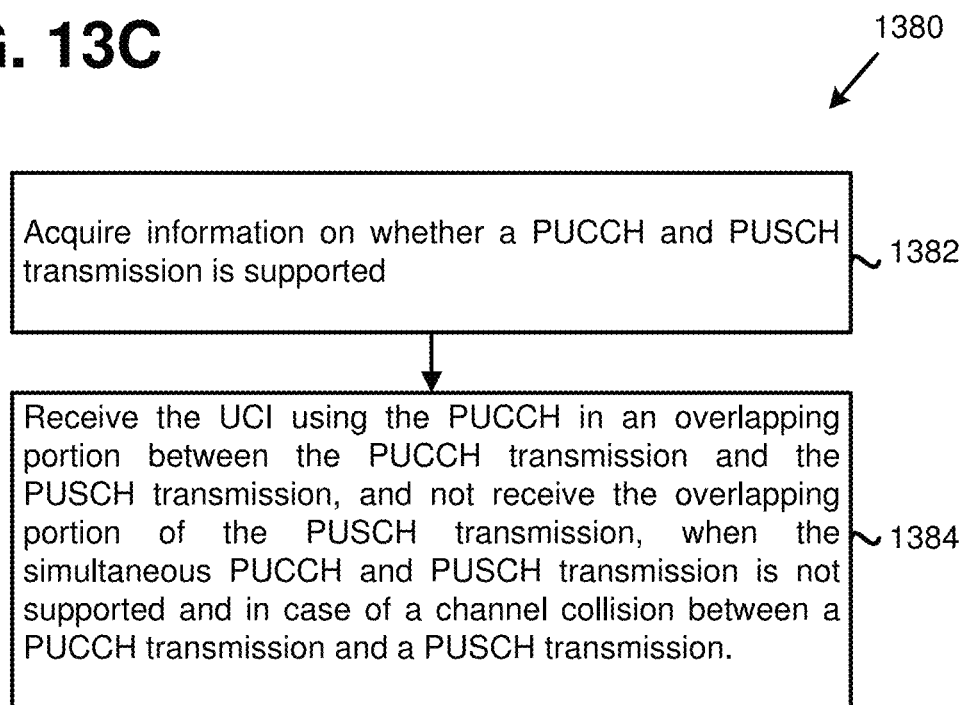 . 13C
1380
Acquire information on whether a PUCCH and PUSCH
transmission is supported
1382
Receive the UCI using the PUCCH in an overlapping
portion between the PUCCH transmission and the
PUSCH transmission, and not receive the overlapping
portion of the PUSCH transmission, when the
simultaneous PUCCH and PUSCH transmission is not
supported and in case of a channel collision between a
PUCCH transmission and a PUSCH transmission.
1384